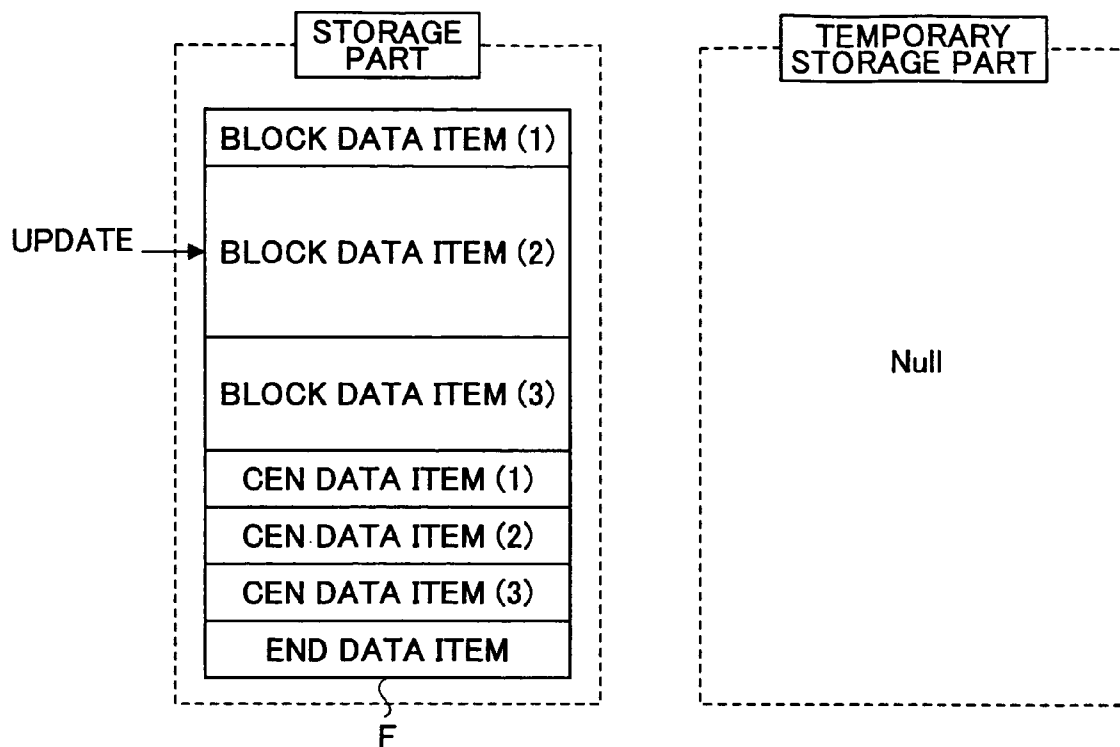 STORAGE
PART
TEMPORARY
STORAGE PART
BLOCK DATA ITEM (1)
UPDATE
BLOCK DATA ITEM (2)
BLOCK DATA ITEM (3)
Null
CEN DATA ITEM (1)
CEN DATA ITEM (2)
CEN DATA ITEM (3)
END DATA ITEM
F